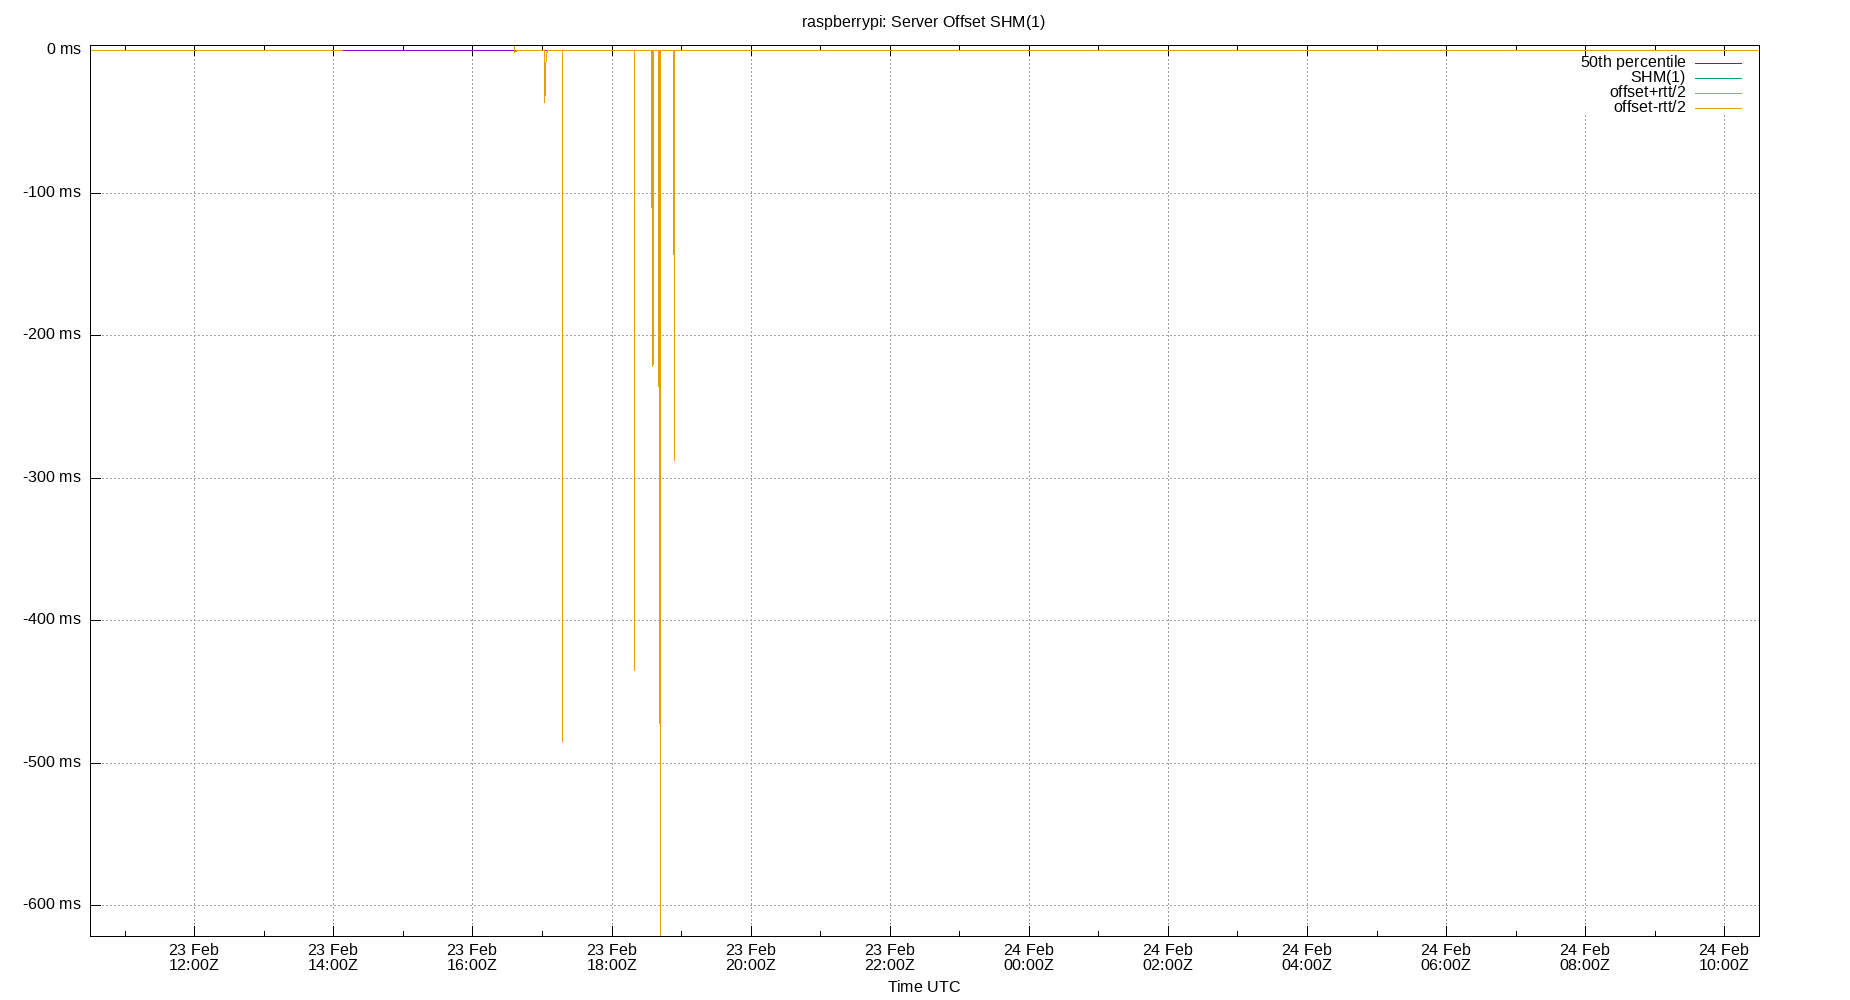 raspberrypi: Server Offset SHM(1)
0 ms
-100 ms
-200 ms
-300 ms
-400 ms
-500 ms
-600 ms
50th percentile
SHM(1)
offset+rtt/2
offset-rtt/2
23 Feb 23 Feb 23 Feb 23 Feb 23 Feb 23 Feb 24 Feb 24 Feb 24 Feb 24 Feb 24 Feb 24 Feb
12:00Z 14:00Z 16:00Z 18:00Z 20:00Z 22:00Z 00:00Z 02:00Z 04:00Z 06:00Z 08:00Z 10:00Z
Time UTC